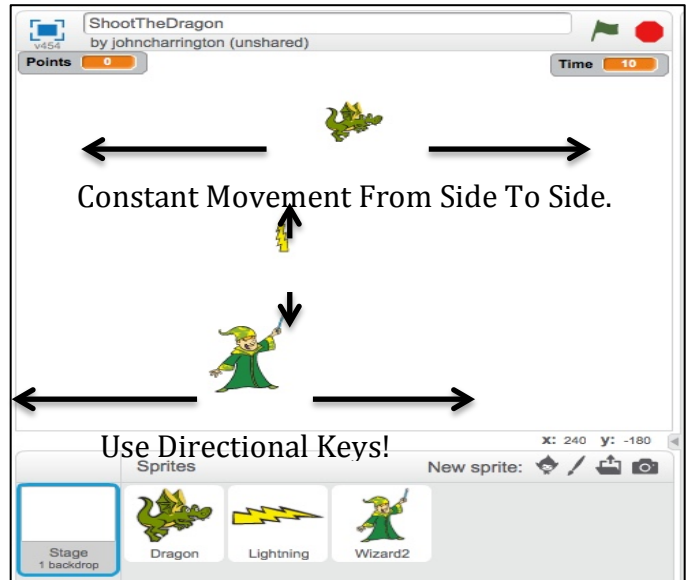 ShootTheDragon
v454
by johncharrington (unshared)
Points 0
Time 10
Constant Movement From Side To Side.
Use Directional Keys!
x: 240 y: -180
Sprites
New sprite:
Stage
1 backdrop
Dragon
Lightning
Wizard2